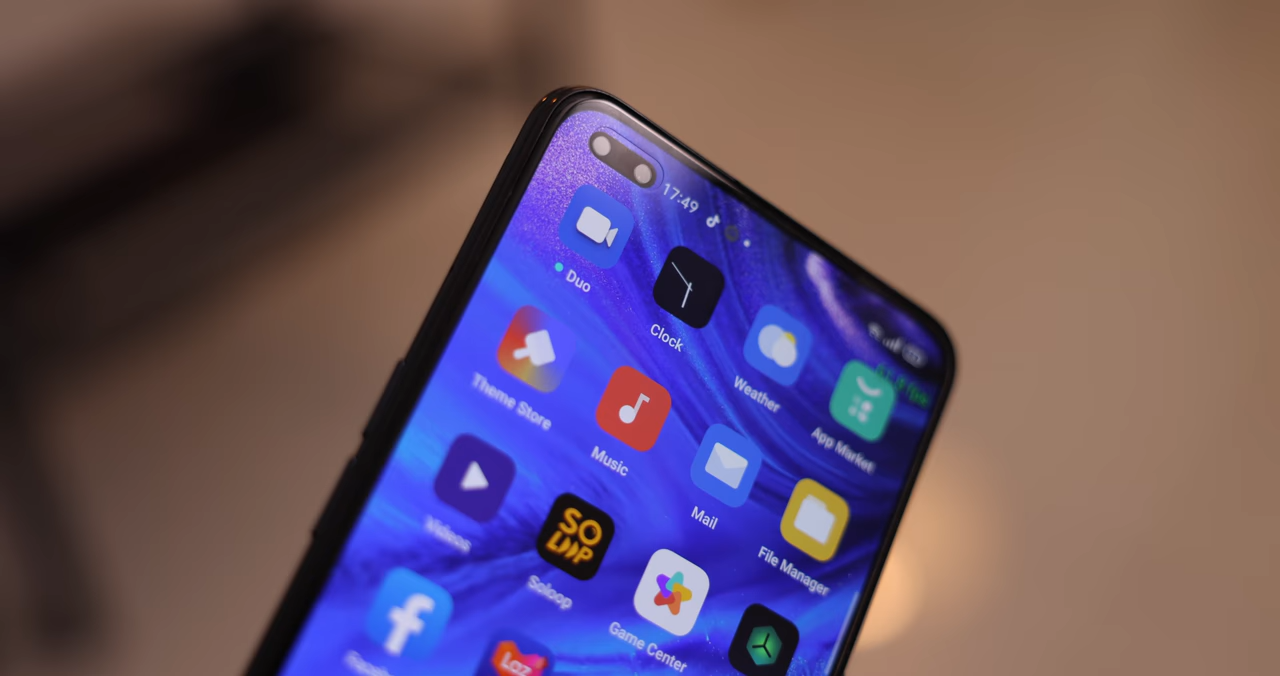 17:49
Duo
Clock
Weather
App Market
Theme Store
Music
Mail
File Manager
Videos
SO
LOOP
Soloop
Game Center
Laz